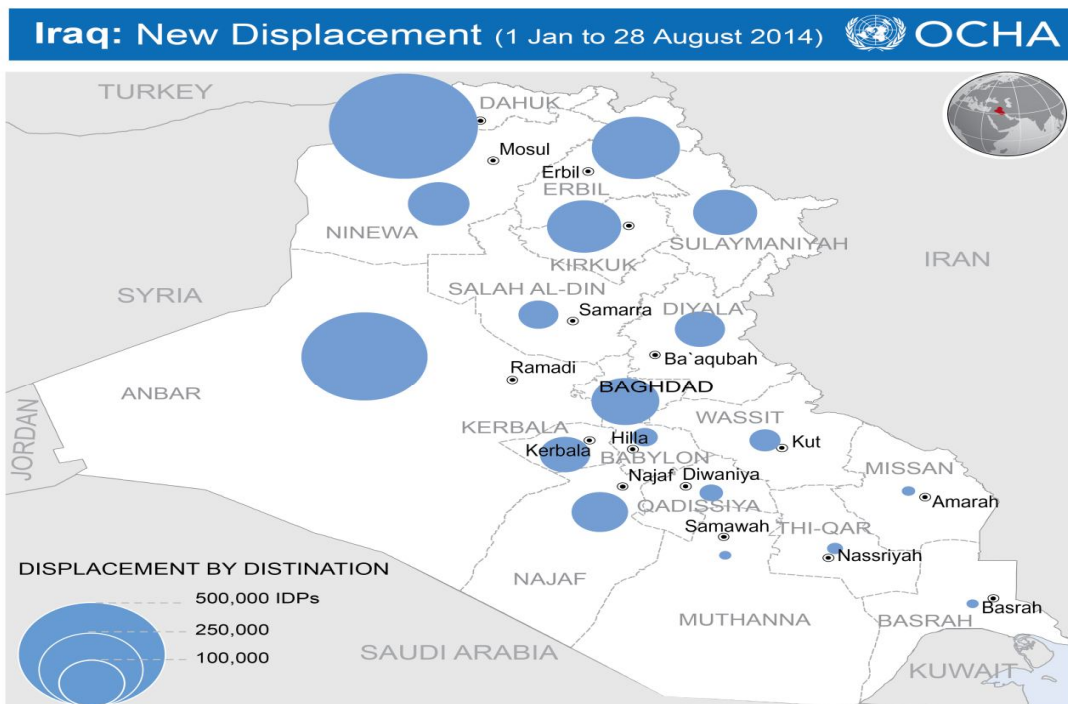 Iraq: New Displacement (1 Jan to 28 August 2014) OCHA
TURKEY
DAHUK
Mosul
Erbil
ERBIL
NINEWA
SULAYMANIYAH
KIRKUK
IRAN
SYRIA
SALAH AL-DIN
Samarra
DIYALA
Ba`aqubah
Ramadi
ANBAR
BAGHDAD
JORDAN
KERBALA
WASSIT
Hilla
Kerbala
Kut
BABYLON
MISSAN
Najaf
Diwaniya
Amarah
QADISSIYA
Samawah
THI-QAR
Nassriyah
DISPLACEMENT BY DISTINATION
NAJAF
500,000 IDPs
250,000
100,000
MUTHANNA
BASRAH
Basrah
SAUDI ARABIA
KUWAIT